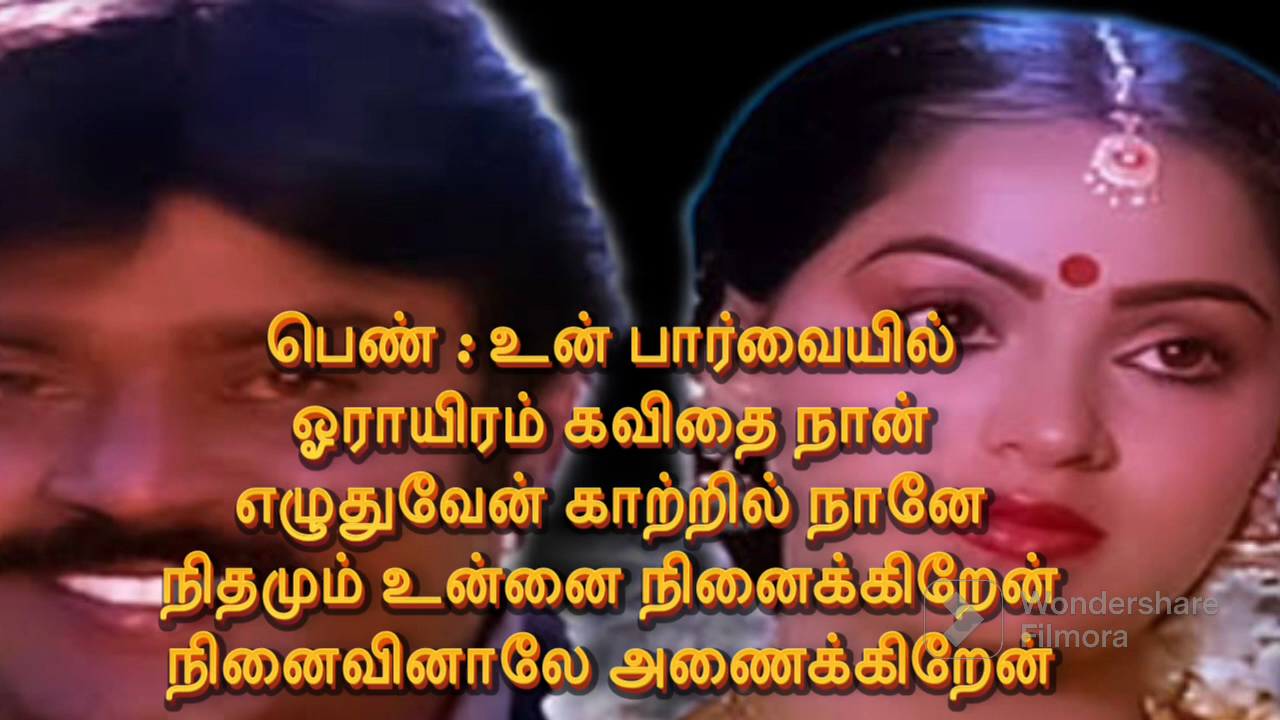 பெண் : உன் பார்வையில்
ஓராயிரம் கவிதை நான்
எழுதுவேன் காற்றில் நானே
நிதமும் உன்னை நினைக்கிறேன்
நினைவினாலே அணைக்கிறேன்
Wondershare
Filmora